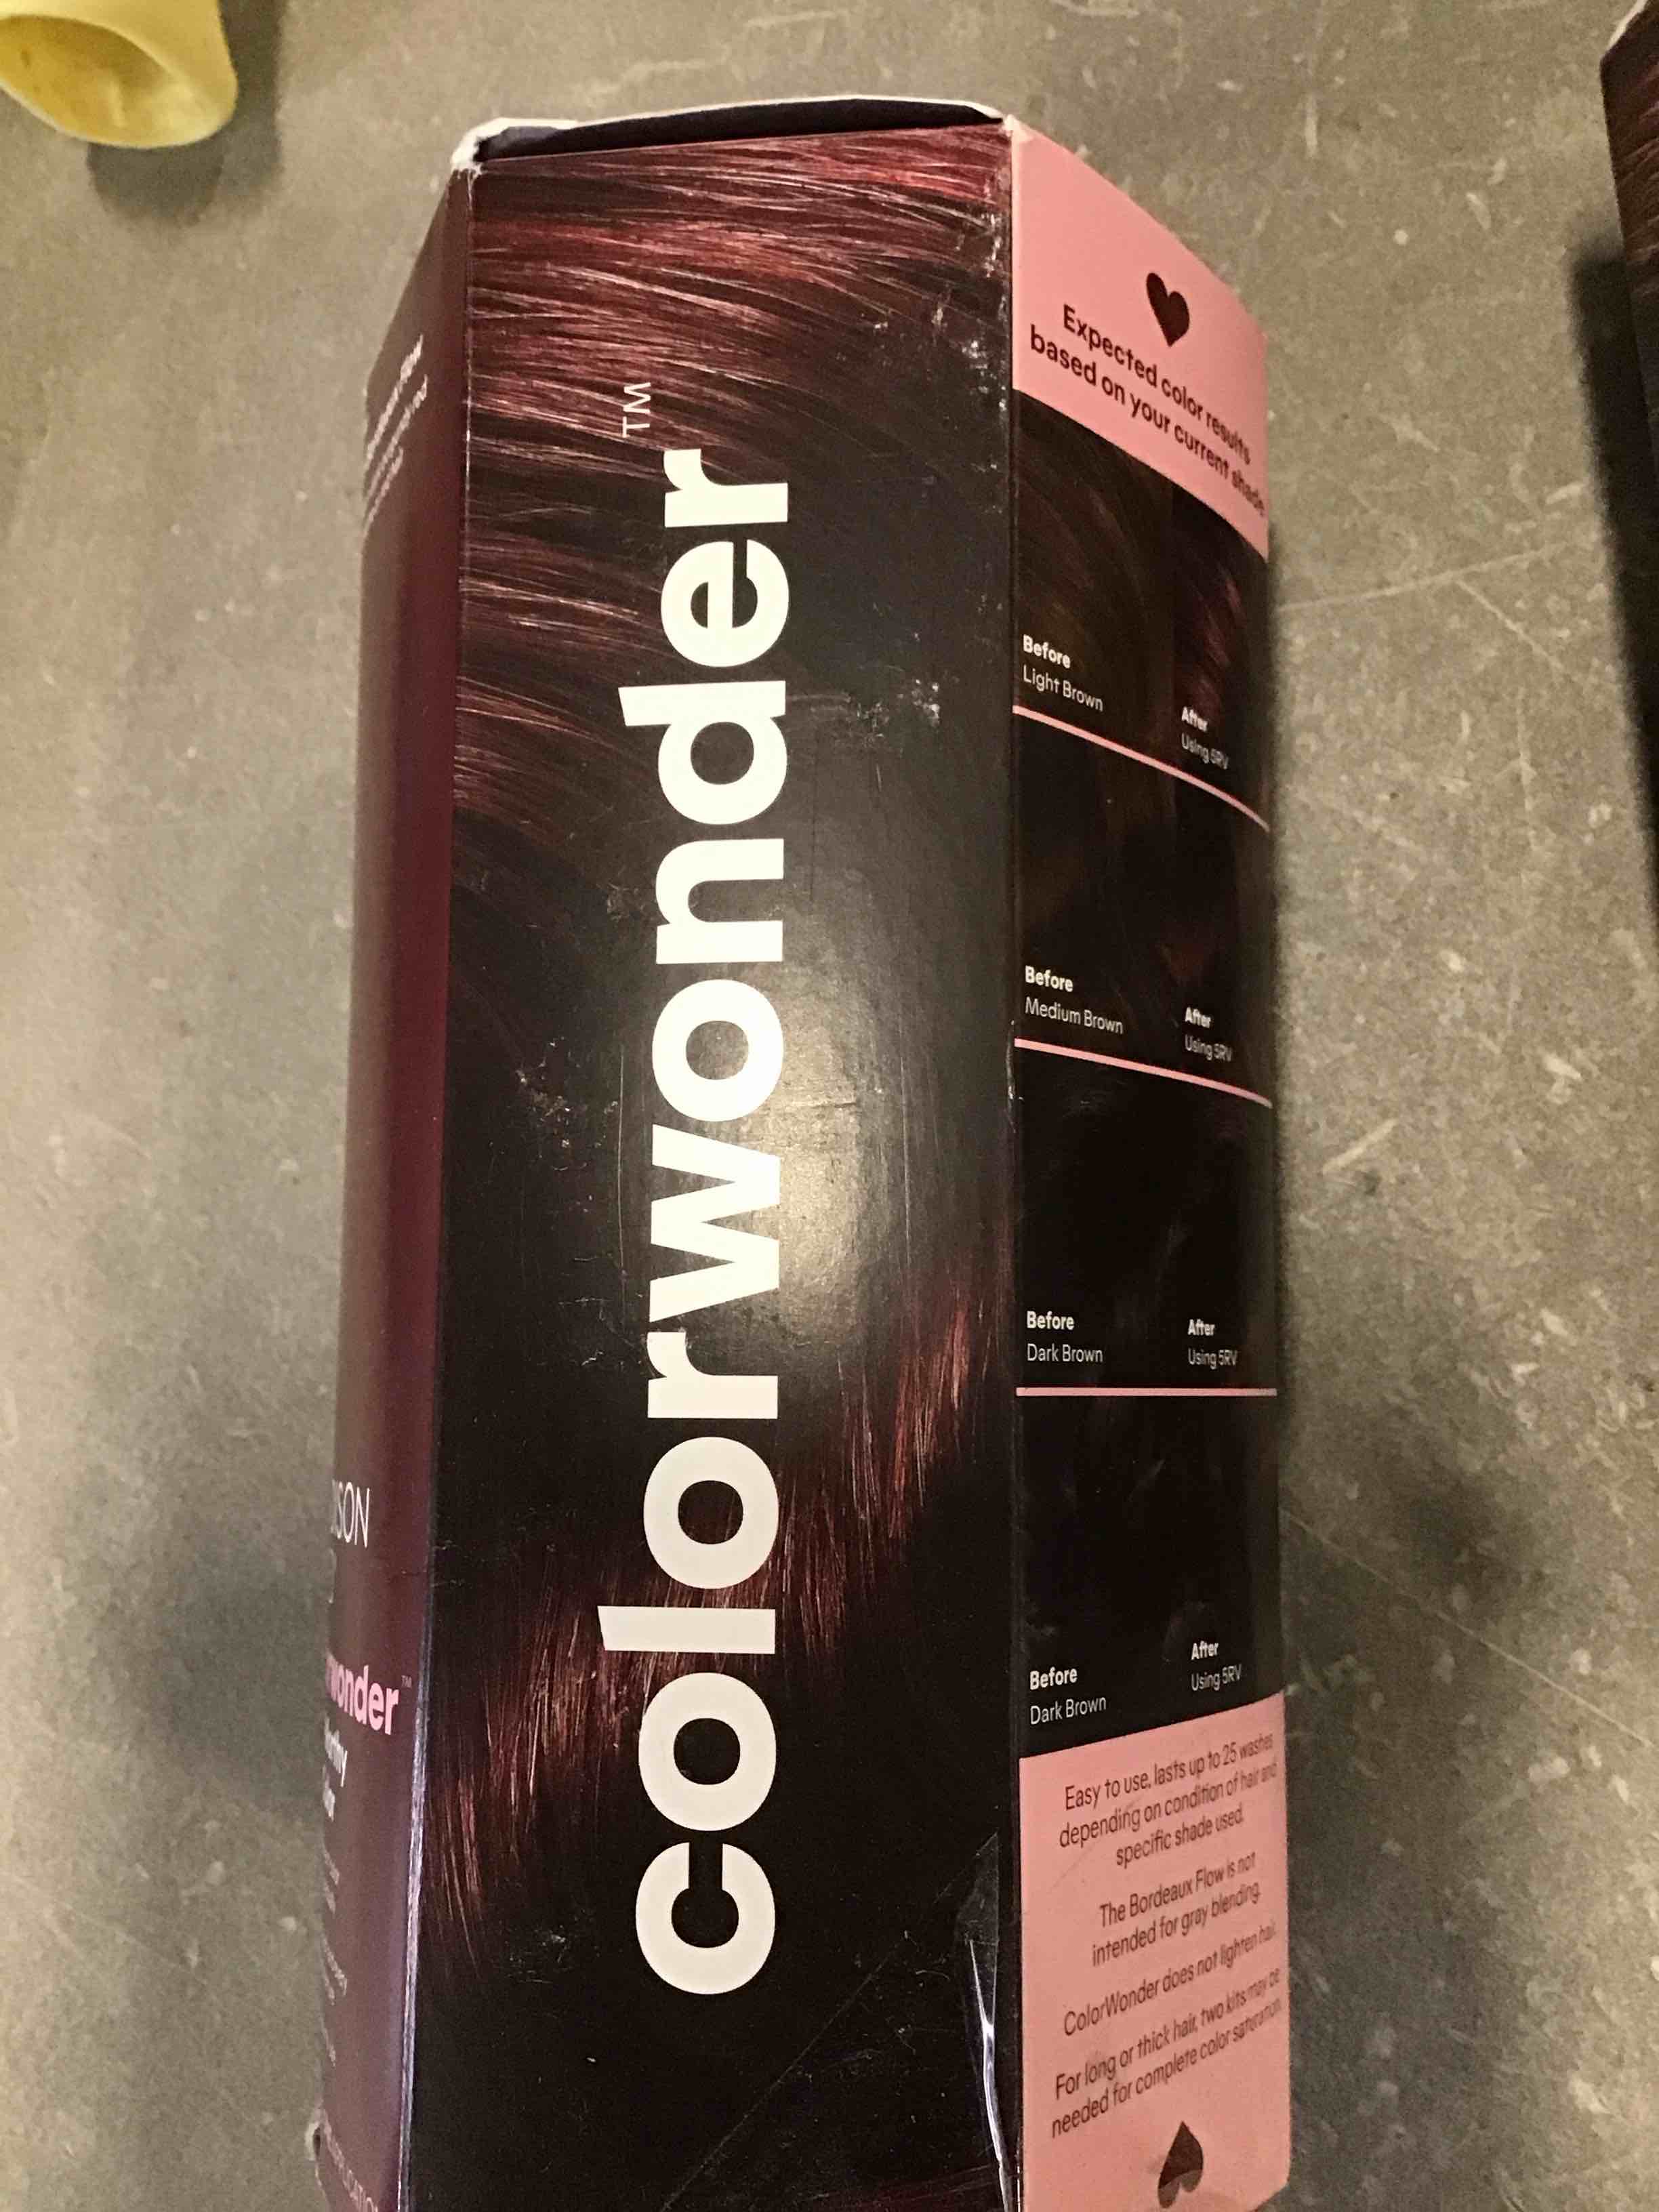 colorwonder™
Expected color results
based on your current shade
Before
Light Brown
After
Using 5RV
Before
Medium Brown
After
Using 5RV
Before
Dark Brown
After
Using 5RV
Before
Dark Brown
After
Using 5RV
Easy to use, lasts up to 25 washes
depending on condition of hair and
specific shade used.
The Bordeaux Flow is not
intended for gray blending.
ColorWonder does not lighten hair.
For long or thick hair, two kits may be
needed for complete color saturation.
SON
wonder™